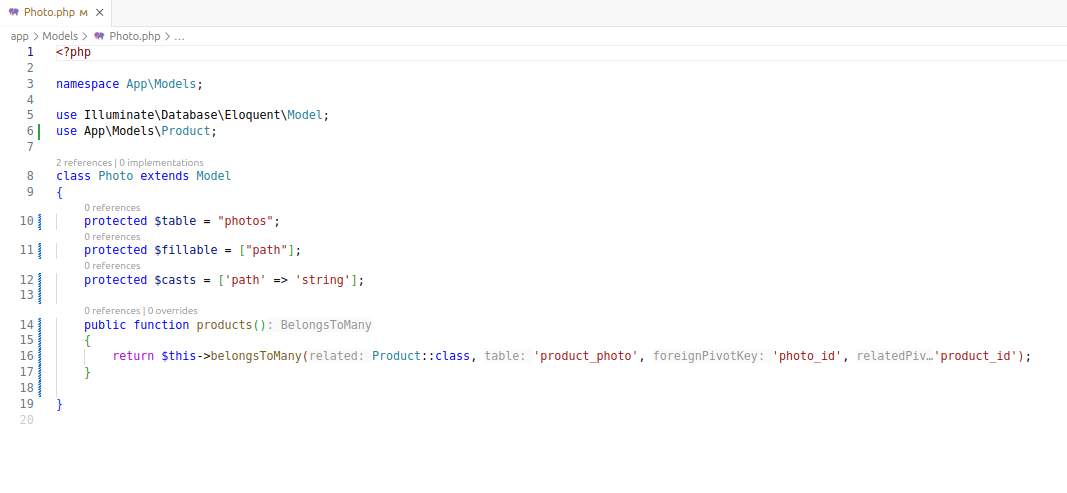 Photo.php M ×
app > Models > Photo.php > ...
1 <?php
2
3 namespace App\Models;
4
5 use Illuminate\Database\Eloquent\Model;
6 use App\Models\Product;
7
2 references | 0 implementations
8 class Photo extends Model
9 {
0 references
10 protected $table = "photos";
0 references
11 protected $fillable = ["path"];
0 references
12 protected $casts = ['path' => 'string'];
13
0 references | 0 overrides
14 public function products(): BelongsToMany
15 {
16 return $this->belongsToMany(related: Product::class, table: 'product_photo', foreignPivotKey: 'photo_id', relatedPiv…'product_id');
17 }
18
19 }
20